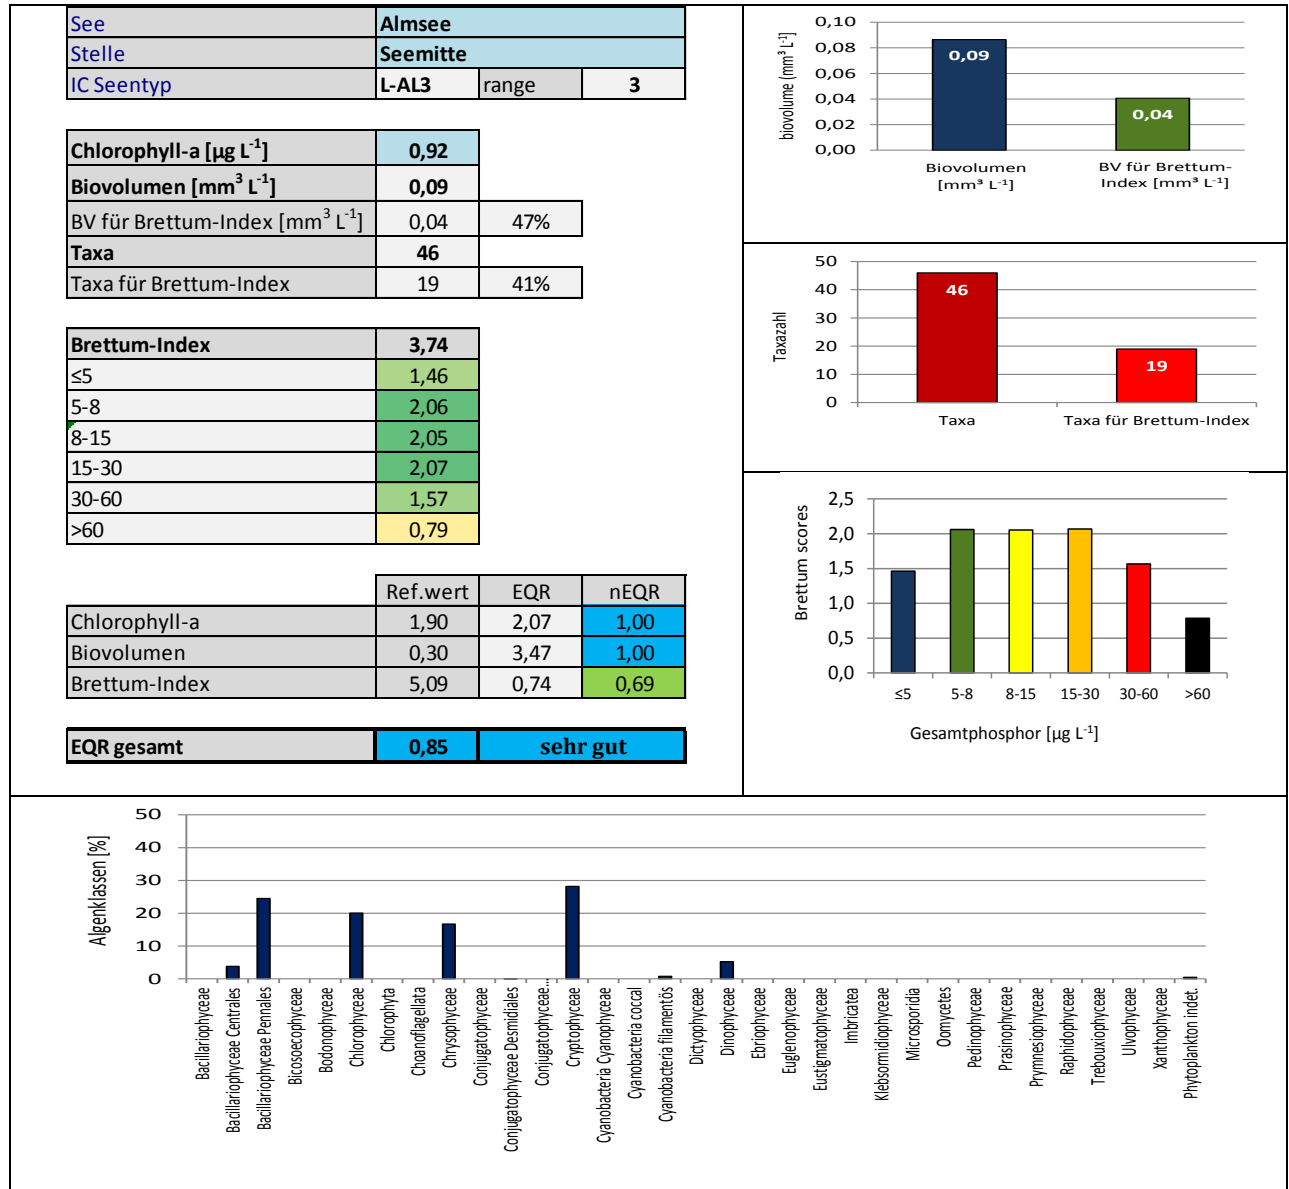 See Almsee
Stelle Seemitte
IC Seentyp L-AL3 range 3
Chlorophyll-a [µg L-1] 0,92
Biovolumen [mm³ L-1] 0,09
BV für Brettum-Index [mm³ L-1] 0,04 47%
Taxa 46
Taxa für Brettum-Index 19 41%
Brettum-Index 3,74
≤5 1,46
5-8 2,06
8-15 2,05
15-30 2,07
30-60 1,57
>60 0,79
Ref.wert EQR nEQR
Chlorophyll-a 1,90 2,07 1,00
Biovolumen 0,30 3,47 1,00
Brettum-Index 5,09 0,74 0,69
EQR gesamt 0,85 sehr gut
biovolume (mm³ L-1)
0,10
0,08
0,06
0,04
0,02
0,00
0,09
0,04
Biovolumen
[mm³ L-1]
BV für Brettum-
Index [mm³ L-1]
Taxazahl
50
40
30
20
10
0
46
19
Taxa
Taxa für Brettum-Index
Brettum scores
2,5
2,0
1,5
1,0
0,5
0,0
≤5 5-8 8-15 15-30 30-60 >60
Gesamtphosphor [µg L-1]
Algenklassen [%]
50
40
30
20
10
0
Bacillariophyceae
Bacillariophyceae Centrales
Bacillariophyceae Pennales
Bicosoecophyceae
Bodonophyceae
Chlorophyceae
Chlorophyta
Choanoflagellata
Chrysophyceae
Conjugatophyceae
Conjugatophyceae Desmidiales
Conjugatophyceae...
Cryptophyceae
Cyanobacteria Cyanophyceae
Cyanobacteria coccal
Cyanobacteria filamentös
Dictyophyceae
Dinophyceae
Ebriophyceae
Euglenophyceae
Eustigmatophyceae
Imbricatea
Klebsormidiophyceae
Microsporidia
Oomycetes
Pedinophyceae
Prasinophyceae
Prymnesiophyceae
Raphidophyceae
Trebouxiophyceae
Ulvophyceae
Xanthophyceae
Phytoplankton indet.